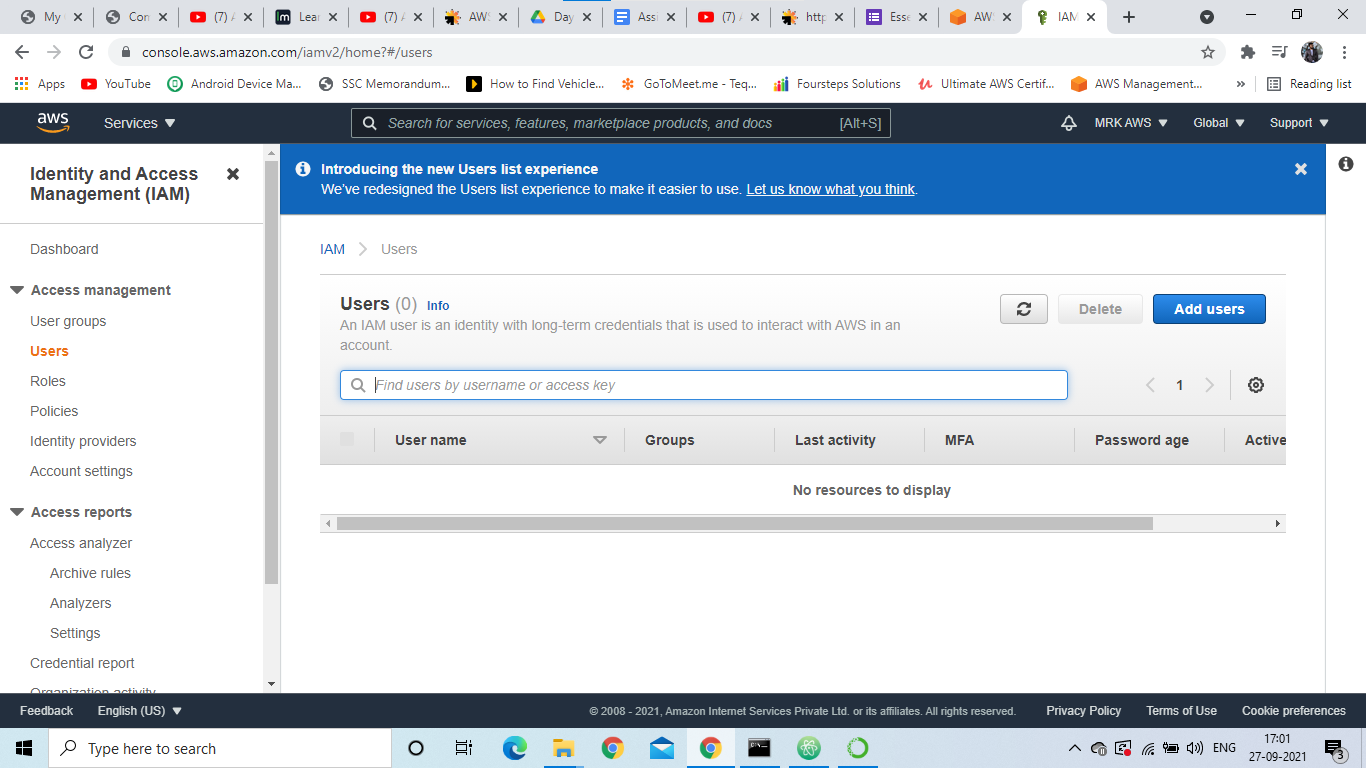 My
Con
(7) A
Lear
(7) A
AWS
Day
Assi
(7) A
http
Esse
AWS
IAM
console.aws.amazon.com/iamv2/home?#/users
Apps
YouTube
Android Device Ma...
SSC Memorandum...
How to Find Vehicle...
GoToMeet.me - Teq...
Foursteps Solutions
Ultimate AWS Certif...
AWS Management...
»
Reading list
aws
Services
Search for services, features, marketplace products, and docs [Alt+S]
MRK AWS
Global
Support
Identity and Access
Management (IAM)
Dashboard
Access management
User groups
Users
Roles
Policies
Identity providers
Account settings
Access reports
Access analyzer
Archive rules
Analyzers
Settings
Credential report
Organization activity
Introducing the new Users list experience
We've redesigned the Users list experience to make it easier to use. Let us know what you think.
IAM
Users
Users (0) Info
An IAM user is an identity with long-term credentials that is used to interact with AWS in an
account.
Delete
Add users
Find users by username or access key
1
User name
Groups
Last activity
MFA
Password age
Active
No resources to display
Feedback
English (US)
© 2008 - 2021, Amazon Internet Services Private Ltd. or its affiliates. All rights reserved.
Privacy Policy
Terms of Use
Cookie preferences
Type here to search
ENG
17:01
27-09-2021
3